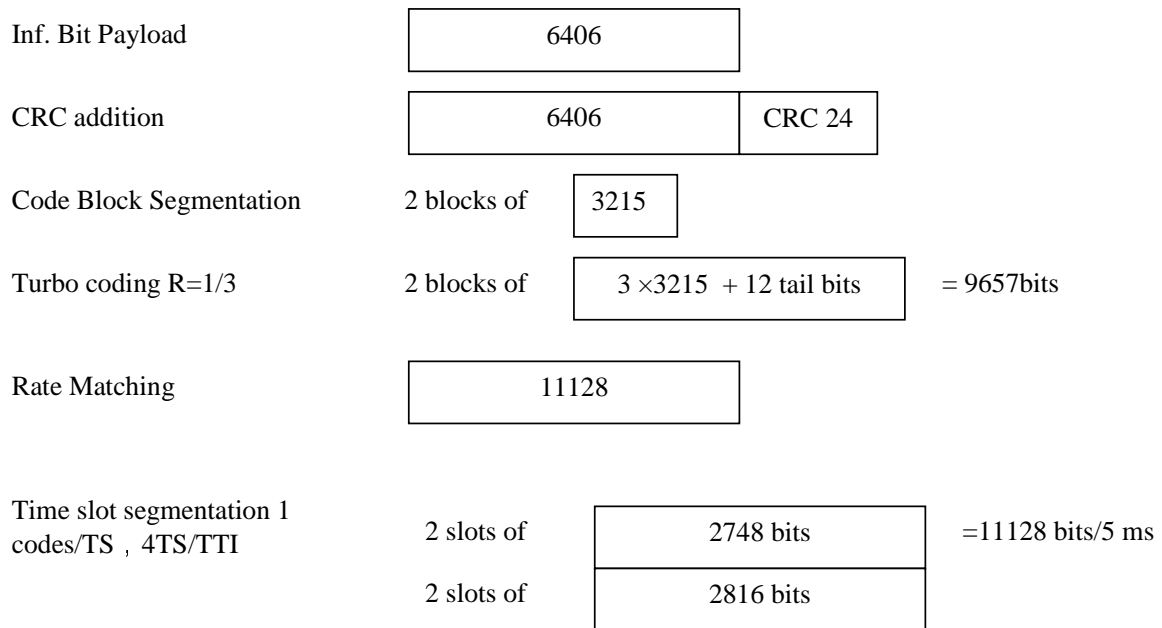 Inf. Bit Payload 6406
CRC addition 6406 CRC 24
Code Block Segmentation 2 blocks of 3215
Turbo coding R=1/3 2 blocks of 3 ×3215 + 12 tail bits = 9657bits
Rate Matching 11128
Time slot segmentation 1
codes/TS , 4TS/TTI
2 slots of 2748 bits =11128 bits/5 ms
2 slots of 2816 bits